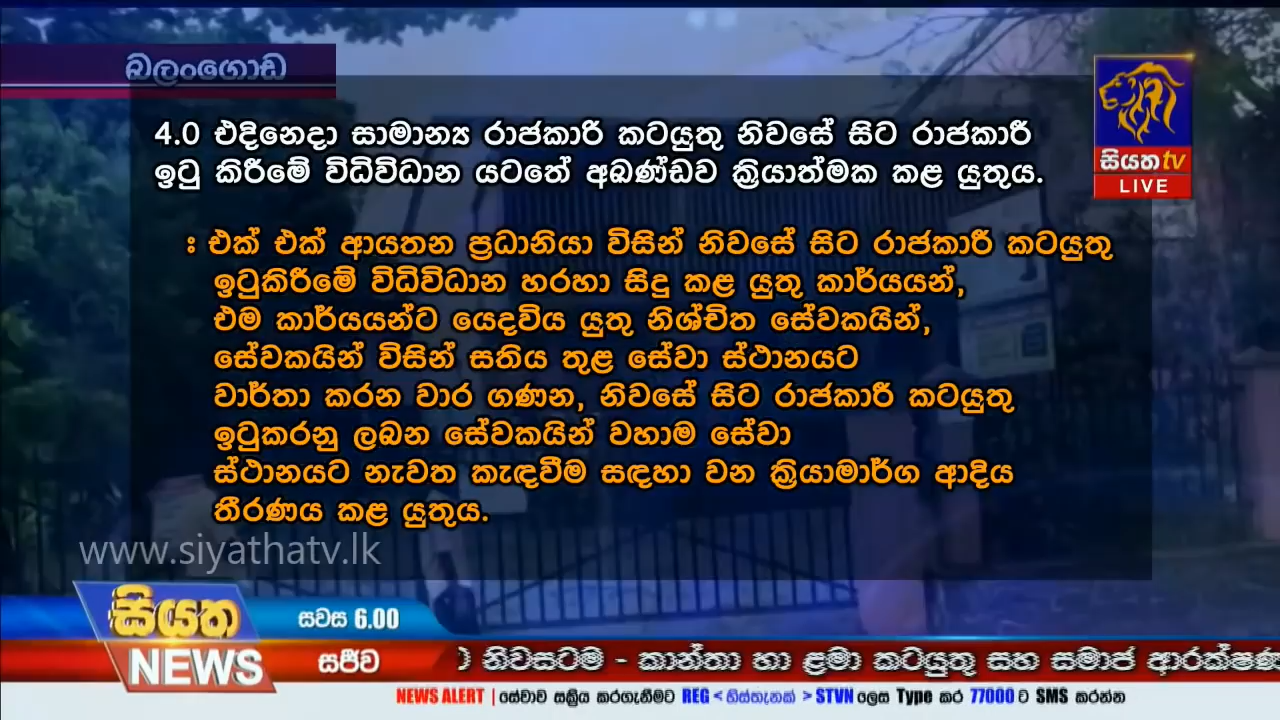 බලංගොඩ
සියත tv
LIVE
4.0 එදිනෙදා සාමාන්‍ය රාජකාරි කටයුතු නිවසේ සිට රාජකාරී
ඉටු කිරීමේ විධිවිධාන යටතේ අඛණ්ඩව ක්‍රියාත්මක කළ යුතුය.
: එක් එක් ආයතන ප්‍රධානියා විසින් නිවසේ සිට රාජකාරී කටයුතු
ඉටුකිරීමේ විධිවිධාන හරහා සිදු කළ යුතු කාර්යයන්,
එම කාර්යයන්ට යෙදවිය යුතු නිශ්චිත සේවකයින්,
සේවකයින් විසින් සතිය තුළ සේවා ස්ථානයට
වාර්තා කරන වාර ගණන, නිවසේ සිට රාජකාරී කටයුතු
ඉටුකරනු ලබන සේවකයින් වහාම සේවා
ස්ථානයට නැවත කැඳවීම සඳහා වන ක්‍රියාමාර්ග ආදිය
තීරණය කළ යුතුය.
www.siyathatv.lk
සියත සවස 6.00
NEWS සජීව නිවසටම - කාන්තා හා ළමා කටයුතු සහ සමාජ ආරක්ෂණ
NEWS ALERT | සේවාව සක්‍රීය කරගැනීමට REG < හිස්තැනක් > STVN ලෙස Type කර 77000 ට SMS කරන්න